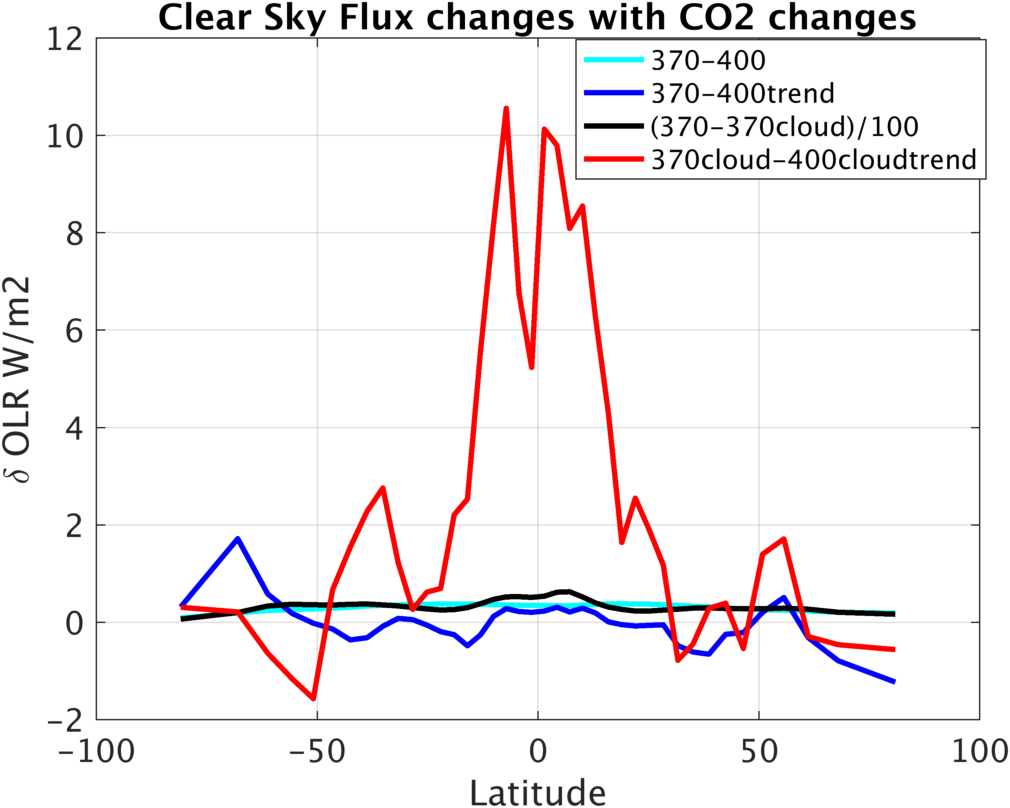 Clear Sky Flux changes with CO2 changes
12
10
8
6
4
2
0
−2
δ OLR W/m2
370−400
370−400trend
(370−370cloud)/100
370cloud−400cloudtrend
−100
−50
0
50
100
Latitude